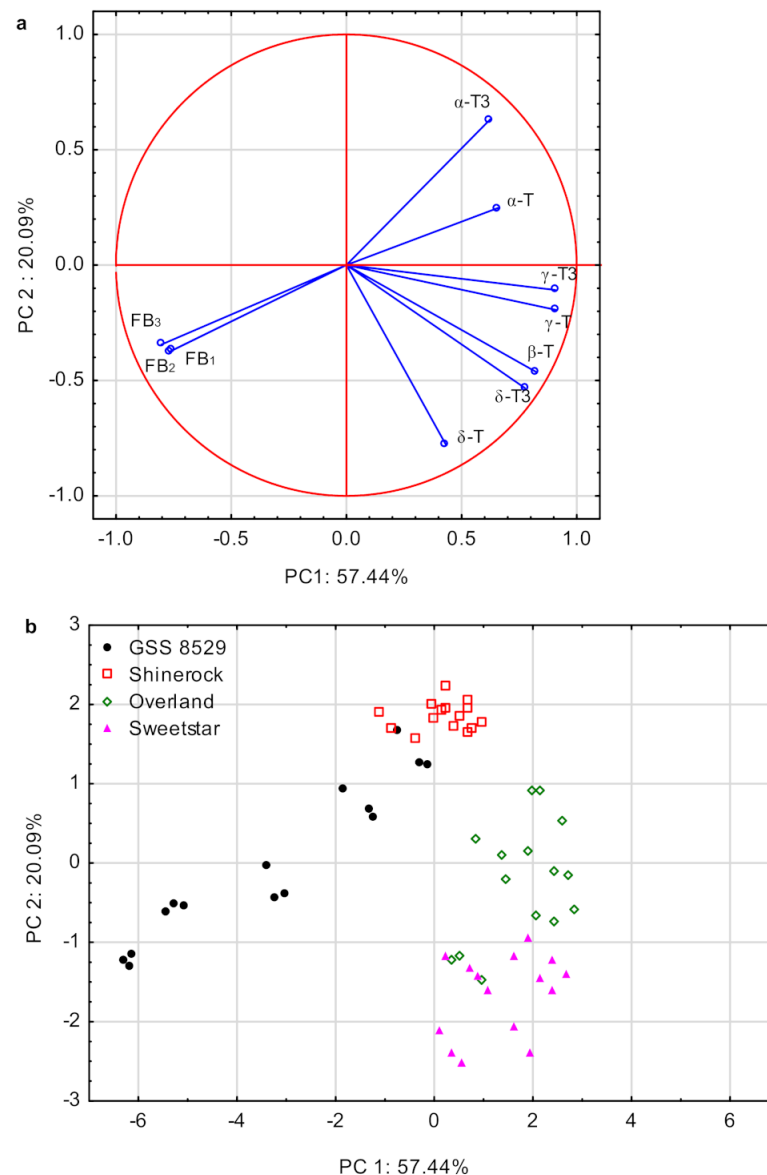 a
1.0
α-T3
0.5
α-T
PC 2 : 20.09%
0.0
γ-T3
γ-T
FB3
FB2
FB1
β-T
-0.5
δ-T3
δ-T
-1.0
-1.0 -0.5 0.0 0.5 1.0
PC1: 57.44%
b
3
GSS 8529
Shinerock
Overland
Sweetstar
2
1
0
PC 2: 20.09%
-1
-2
-3
-6 -4 -2 0 2 4 6
PC 1: 57.44%